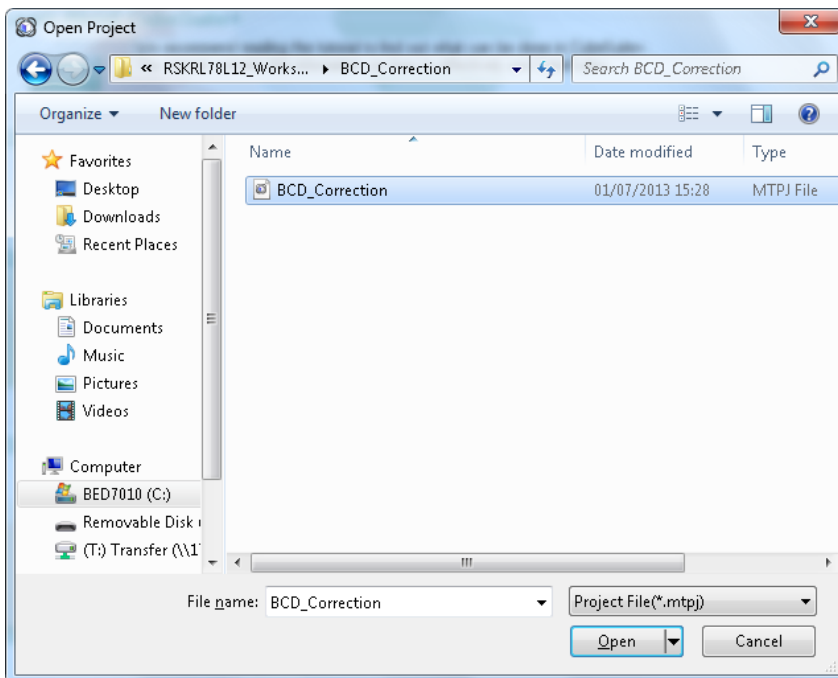 Open Project
« RSKRL78L12_Works... BCD_Correction
Search BCD_Correction
Organize New folder
Name Date modified Type
BCD_Correction 01/07/2013 15:28 MTPJ File
Favorites
Desktop
Downloads
Recent Places
Libraries
Documents
Music
Pictures
Videos
Computer
BED7010 (C:)
Removable Disk
(T:) Transfer (\\1
File name: BCD_Correction Project File(*.mtpj)
Open Cancel